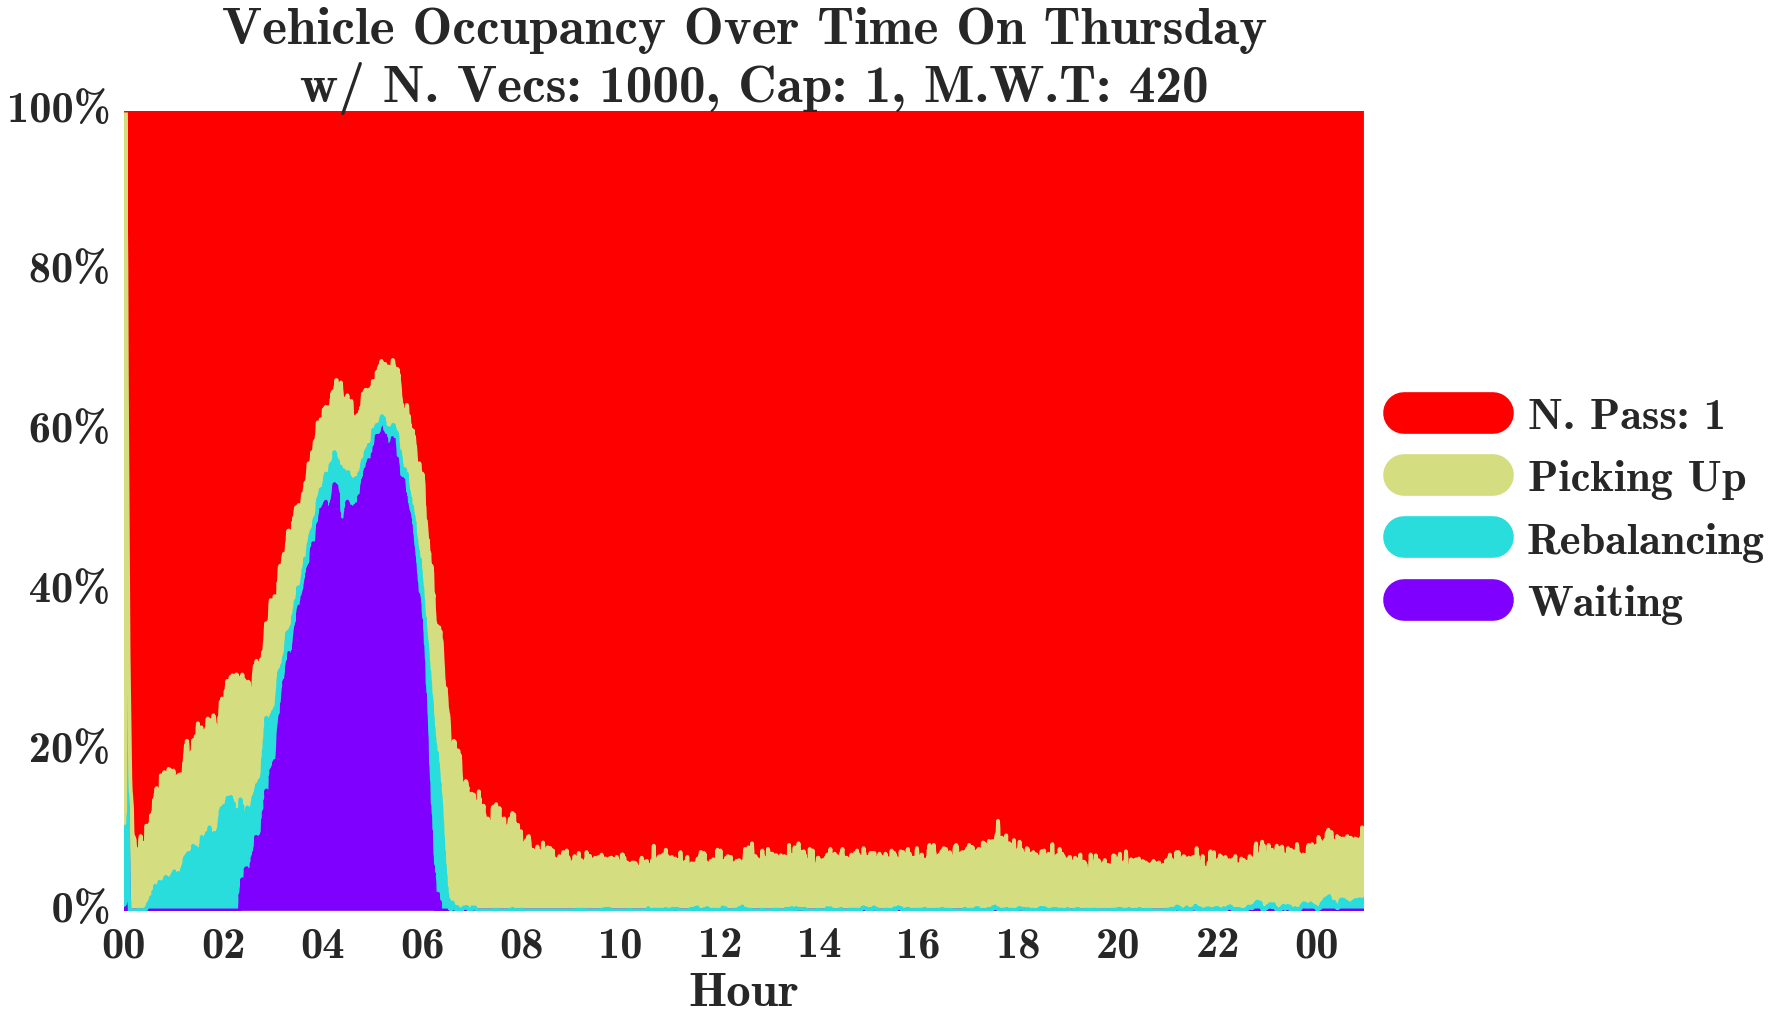 Vehicle Occupancy Over Time On Thursday
w/ N. Vecs: 1000, Cap: 1, M.W.T: 420
100%
80%
60%
40%
20%
0%
00 02 04 06 08 10 12 14 16 18 20 22 00
Hour
N. Pass: 1
Picking Up
Rebalancing
Waiting